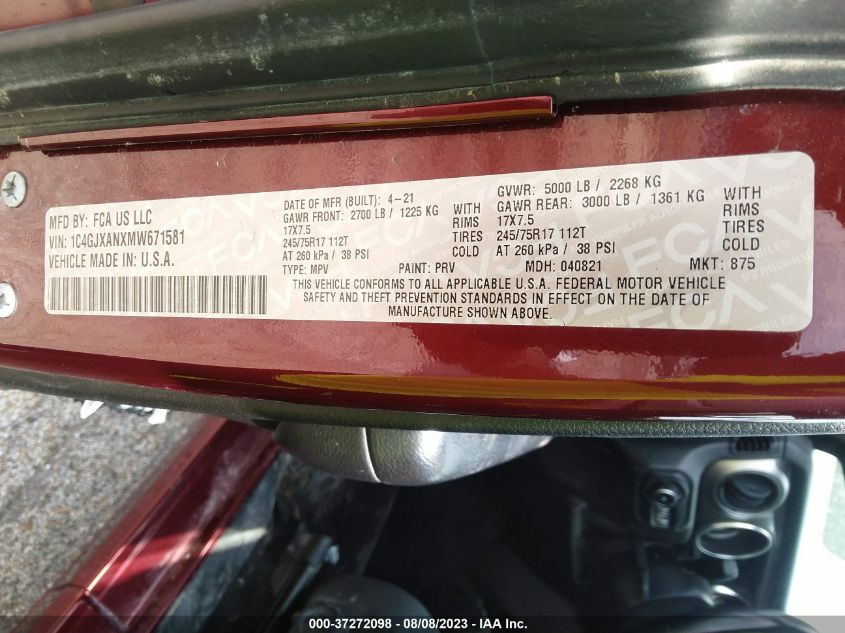 MFD BY: FCA US LLC
VIN: 1C4GJXANXMW671581
VEHICLE MADE IN: U.S.A.
DATE OF MFR (BUILT): 4-21
GAWR FRONT: 2700 LB / 1225 KG WITH
17X7.5 RIMS
245/75R17 112T TIRES
AT 260 kPa / 38 PSI COLD
GVWR: 5000 LB / 2268 KG
GAWR REAR: 3000 LB / 1361 KG WITH
17X7.5 RIMS
245/75R17 112T TIRES
AT 260 kPa / 38 PSI COLD
TYPE: MPV PAINT: PRV MDH: 040821 MKT: 875
THIS VEHICLE CONFORMS TO ALL APPLICABLE U.S.A. FEDERAL MOTOR VEHICLE
SAFETY AND THEFT PREVENTION STANDARDS IN EFFECT ON THE DATE OF
MANUFACTURE SHOWN ABOVE.
000-37272098 - 08/08/2023 - IAA Inc.